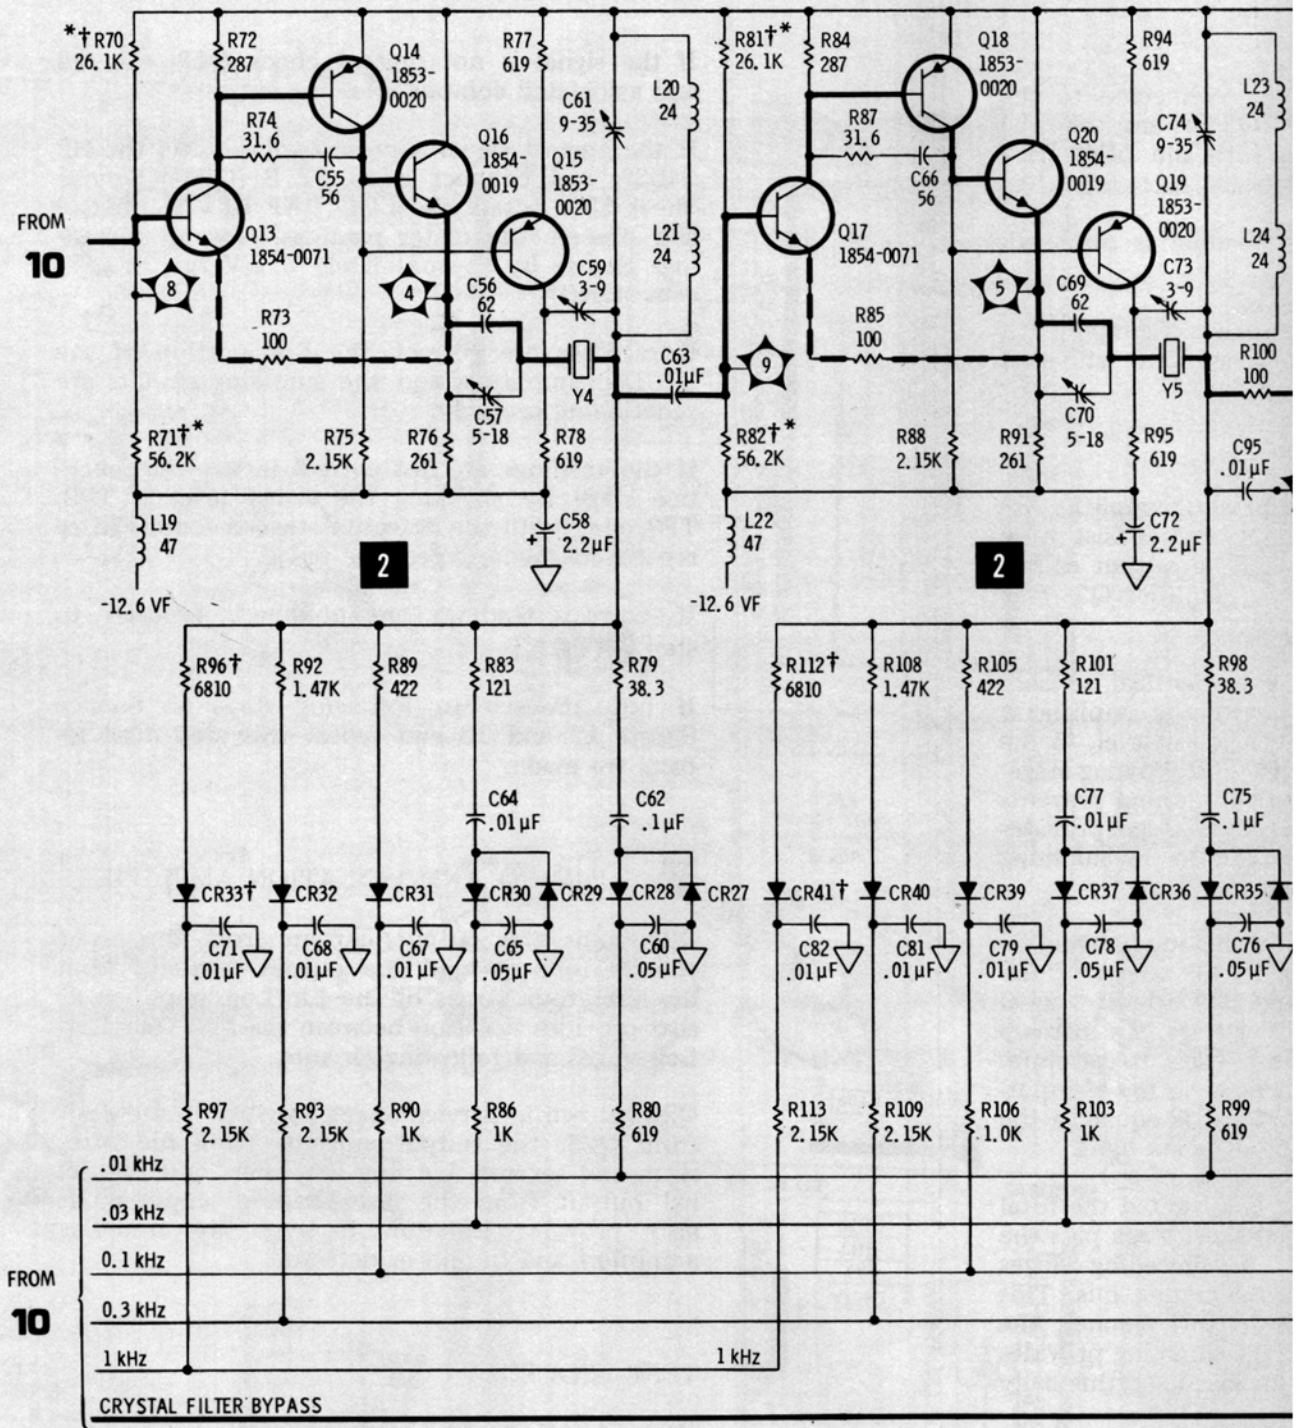 *† R70
26.1K
R72
287
Q14
1853-
0020
R77
619
C61
9-35
L20
24
R81†*
26.1K
R84
287
Q18
1853-
0020
R94
619
C74
9-35
L23
24
R74
31.6
C55
56
Q16
1854-
0019
Q15
1853-
0020
R87
31.6
C66
56
Q20
1854-
0019
Q19
1853-
0020
FROM
10
Q13
1854-0071
8
4
C56
62
C59
3-9
L21
24
Q17
1854-0071
5
C69
62
C73
3-9
L24
24
R73
100
Y4
C63
.01µF
9
R85
100
Y5
R100
100
R71†*
56.2K
R75
2.15K
R76
261
C57
5-18
R78
619
R82†*
56.2K
R88
2.15K
R91
261
C70
5-18
R95
619
C95
.01µF
L19
47
2
+
C58
2.2µF
L22
47
2
+
C72
2.2µF
-12.6 VF
-12.6 VF
R96†
6810
R92
1.47K
R89
422
R83
121
R79
38.3
R112†
6810
R108
1.47K
R105
422
R101
121
R98
38.3
C64
.01µF
C62
.1µF
C77
.01µF
C75
.1µF
CR33†
CR32
CR31
CR30
CR29
CR28
CR27
CR41†
CR40
CR39
CR37
CR36
CR35
C71
.01µF
C68
.01µF
C67
.01µF
C65
.05µF
C60
.05µF
C82
.01µF
C81
.01µF
C79
.01µF
C78
.05µF
C76
.05µF
R97
2.15K
R93
2.15K
R90
1K
R86
1K
R80
619
R113
2.15K
R109
2.15K
R106
1.0K
R103
1K
R99
619
FROM
10
.01 kHz
.03 kHz
0.1 kHz
0.3 kHz
1 kHz
1 kHz
CRYSTAL FILTER BYPASS